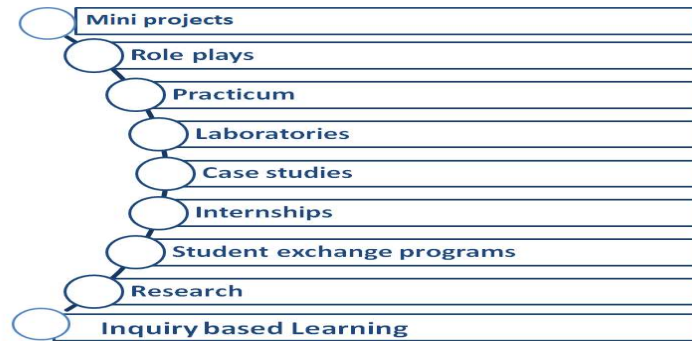 Mini projects
Role plays
Practicum
Laboratories
Case studies
Internships
Student exchange programs
Research
Inquiry based Learning